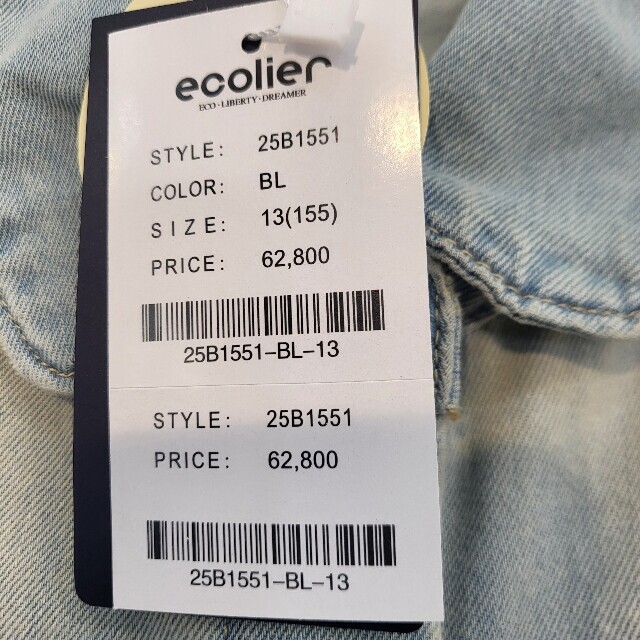 ecolier
ECO·LIBERTY·DREAMER
STYLE: 25B1551
COLOR: BL
SIZE: 13(155)
PRICE: 62,800
25B1551-BL-13
STYLE: 25B1551
PRICE: 62,800
25B1551-BL-13